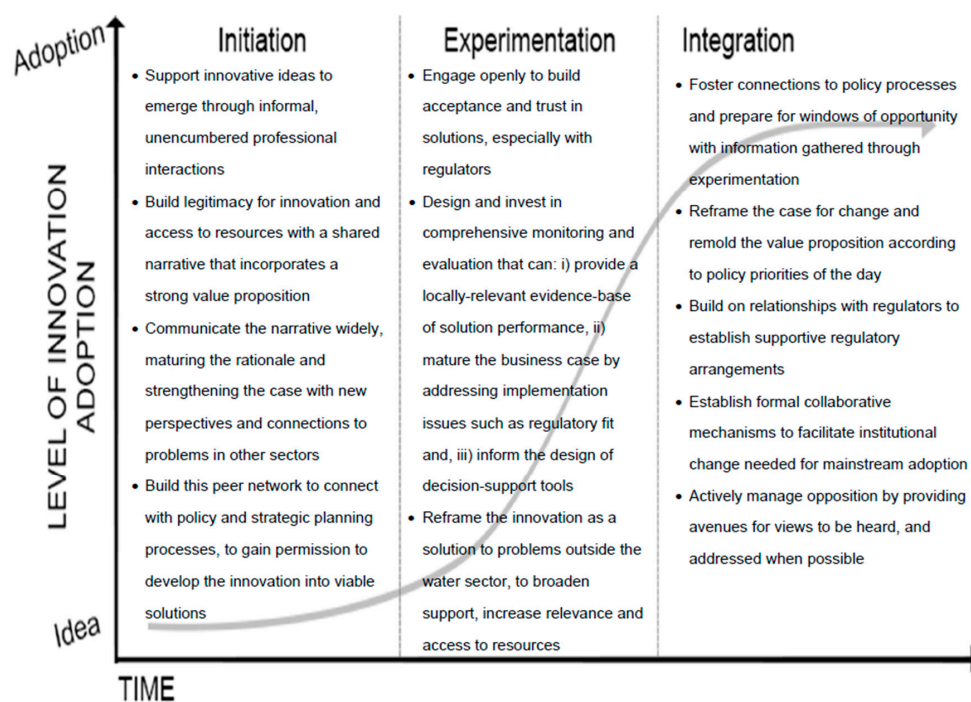 Adoption
Initiation
• Support innovative ideas to
emerge through informal,
unencumbered professional
interactions
• Build legitimacy for innovation and
access to resources with a shared
narrative that incorporates a
strong value proposition
• Communicate the narrative widely,
maturing the rationale and
strengthening the case with new
perspectives and connections to
problems in other sectors
• Build this peer network to connect
with policy and strategic planning
processes, to gain permission to
develop the innovation into viable
solutions
Experimentation
• Engage openly to build
acceptance and trust in
solutions, especially with
regulators
• Design and invest in
comprehensive monitoring and
evaluation that can: i) provide a
locally-relevant evidence-base
of solution performance, ii)
mature the business case by
addressing implementation
issues such as regulatory fit
and, iii) inform the design of
decision-support tools
• Reframe the innovation as a
solution to problems outside the
water sector, to broaden
support, increase relevance and
access to resources
Integration
• Foster connections to policy processes
and prepare for windows of opportunity
with information gathered through
experimentation
• Reframe the case for change and
remold the value proposition according
to policy priorities of the day
• Build on relationships with regulators to
establish supportive regulatory
arrangements
• Establish formal collaborative
mechanisms to facilitate institutional
change needed for mainstream adoption
• Actively manage opposition by providing
avenues for views to be heard, and
addressed when possible
LEVEL OF INNOVATION
ADOPTION
Idea
TIME